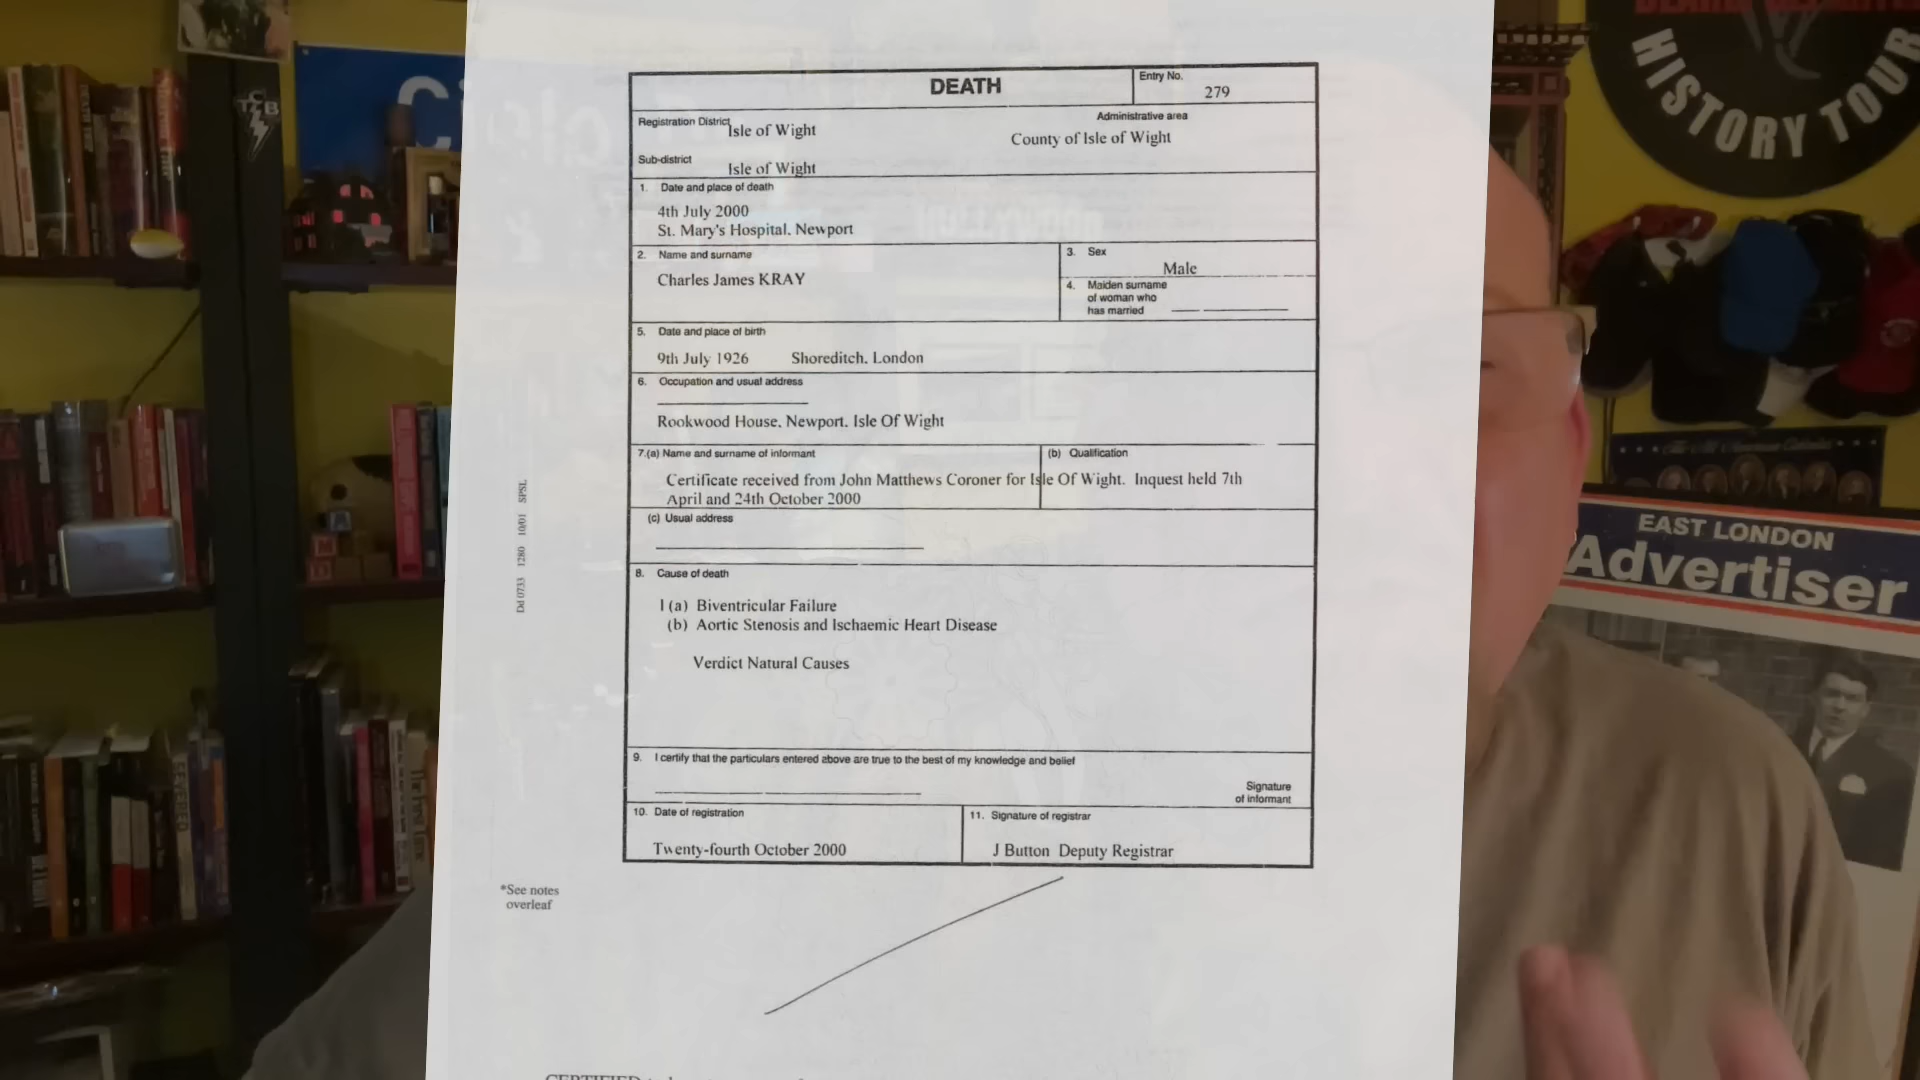 DEATH
Entry No.
279
Registration District
Isle of Wight
Administrative area
County of Isle of Wight
Sub-district
Isle of Wight
1. Date and place of death
4th July 2000
St. Mary's Hospital. Newport
2. Name and surname
Charles James KRAY
3. Sex
Male
4. Maiden surname
of woman who
has married
5. Date and place of birth
9th July 1926 Shoreditch. London
6. Occupation and usual address
Rookwood House. Newport. Isle Of Wight
7.(a) Name and surname of informant
(b) Qualification
Certificate received from John Matthews Coroner for Isle Of Wight. Inquest held 7th
April and 24th October 2000
(c) Usual address
8. Cause of death
I (a) Biventricular Failure
(b) Aortic Stenosis and Ischaemic Heart Disease
Verdict Natural Causes
9. I certify that the particulars entered above are true to the best of my knowledge and belief
Signature
of informant
10. Date of registration
Twenty-fourth October 2000
11. Signature of registrar
J Button Deputy Registrar
*See notes
overleaf
Dd 0733 1280 10/01 SPSL
HISTORY TOUR
EAST LONDON
Advertiser
TCB
SEVERED